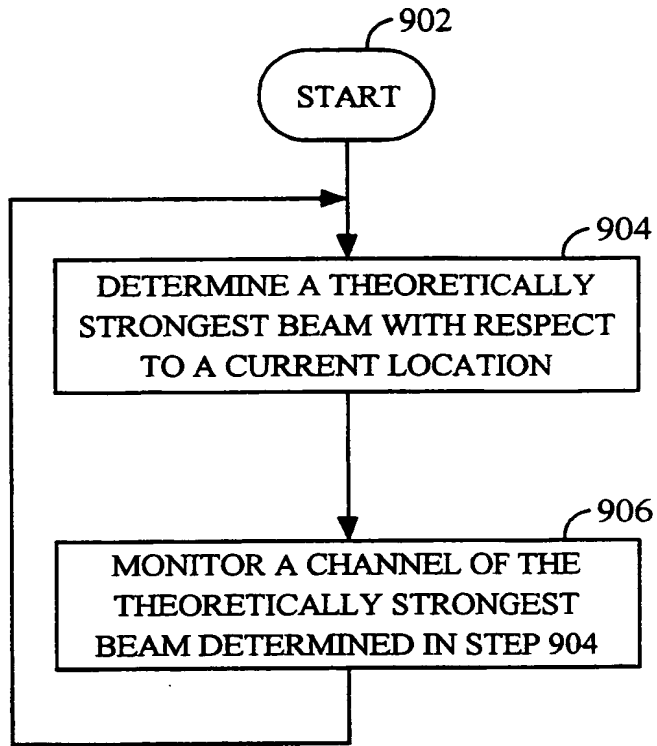 902
START
904
DETERMINE A THEORETICALLY
STRONGEST BEAM WITH RESPECT
TO A CURRENT LOCATION
906
MONITOR A CHANNEL OF THE
THEORETICALLY STRONGEST
BEAM DETERMINED IN STEP 904